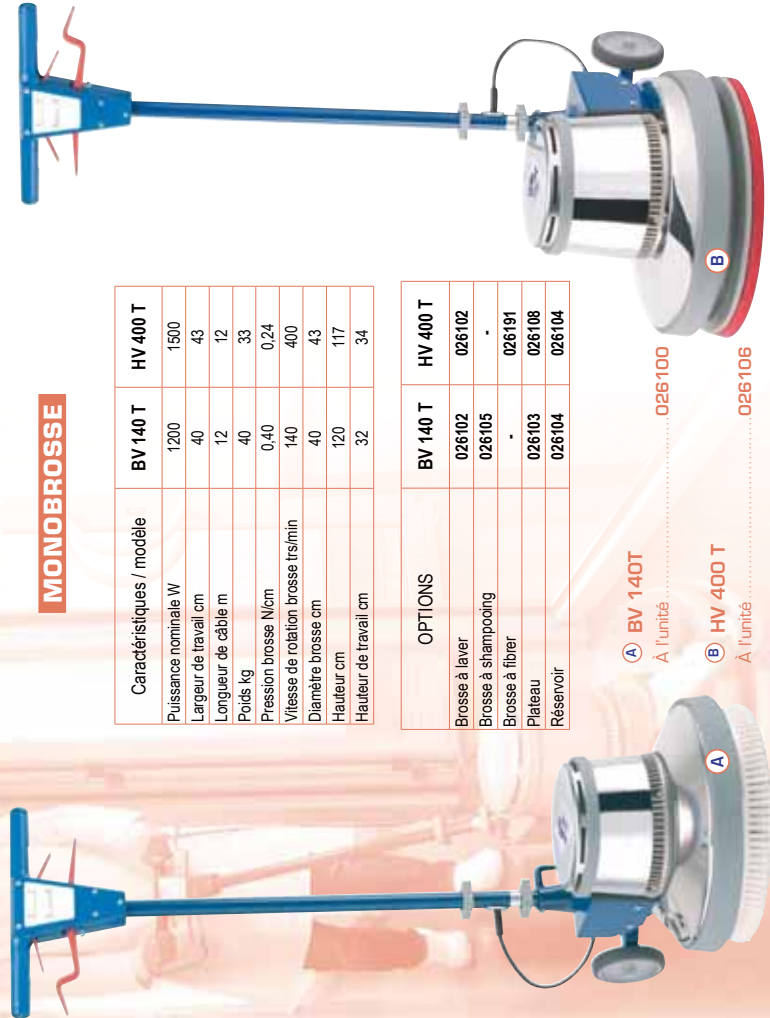 MONOBROSSE
Caractéristiques / modèle BV 140 T HV 400 T
Puissance nominale W 1200 1500
Largeur de travail cm 40 43
Longueur de câble m 12 12
Poids kg 40 33
Pression brosse N/cm 0,40 0,24
Vitesse de rotation brosse trs/min 140 400
Diamètre brosse cm 40 43
Hauteur cm 120 117
Hauteur de travail cm 32 34
OPTIONS BV 140 T HV 400 T
Brosse à laver 026102 026102
Brosse à shampooing 026105 -
Brosse à fibrer - 026191
Plateau 026103 026108
Réservoir 026104 026104
A BV 140T
À l'unité 026100
B HV 400 T
À l'unité 026106
A
B